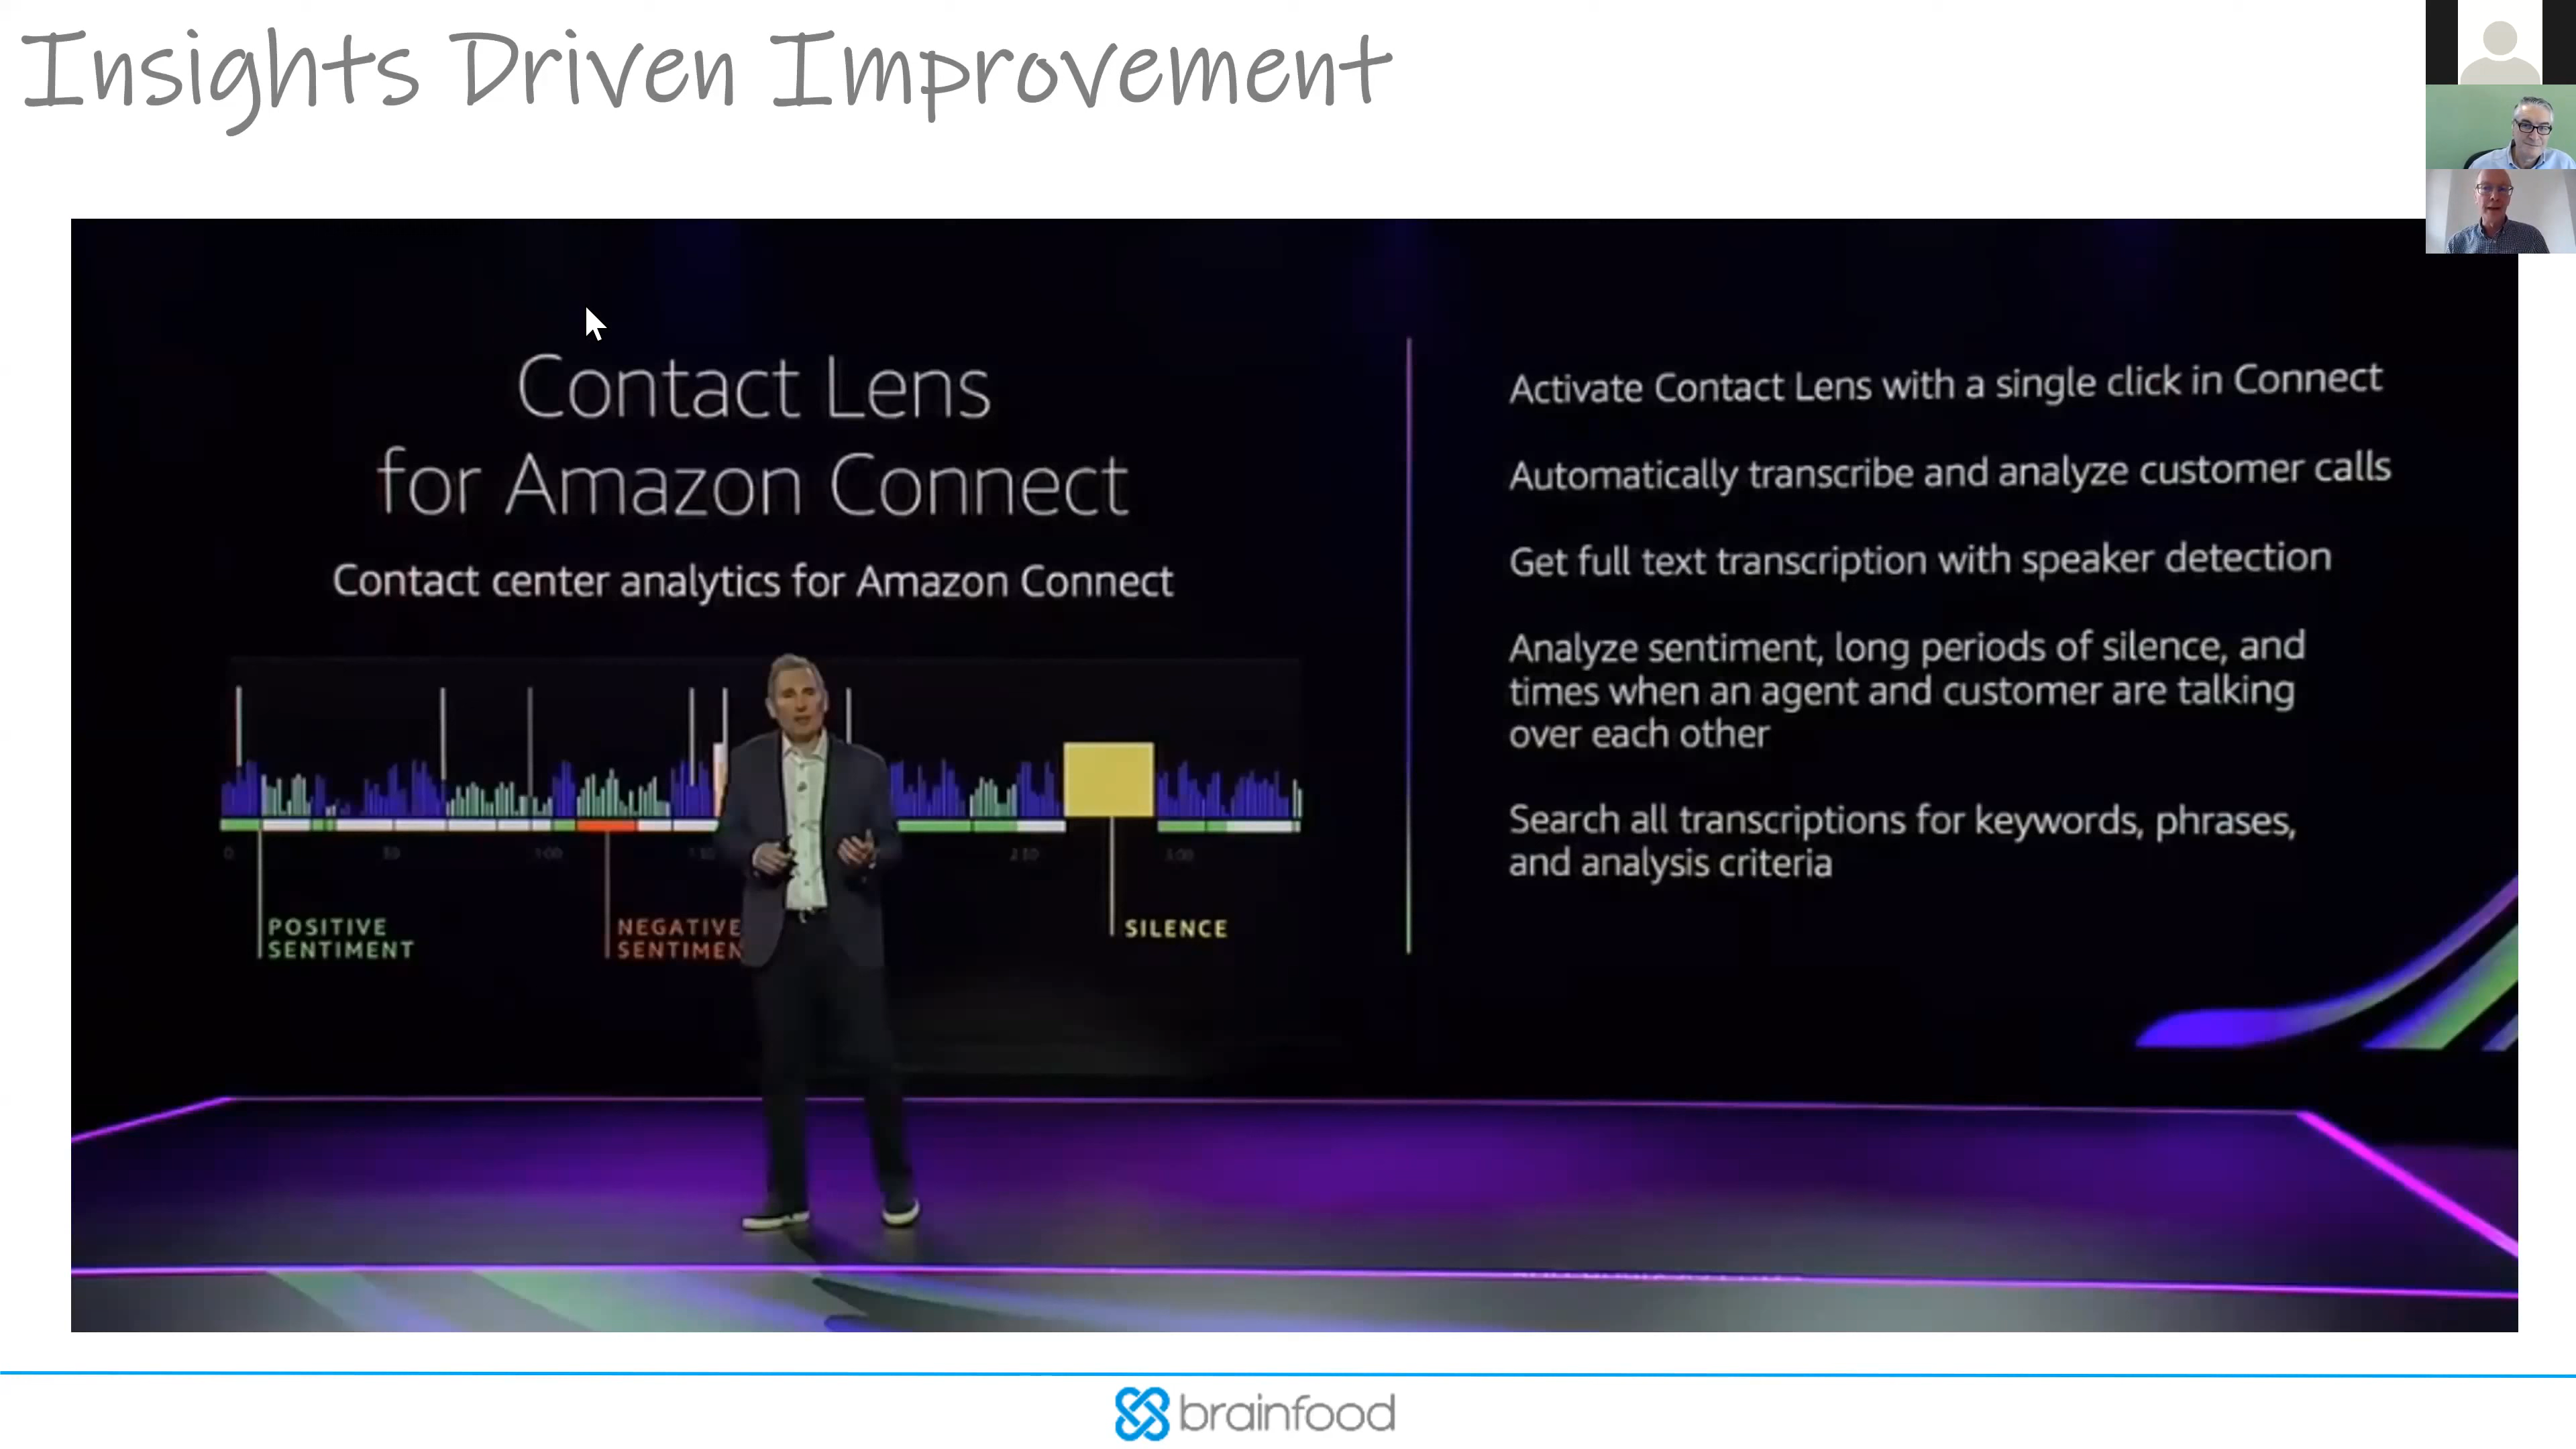 Insights Driven Improvement
Contact Lens
for Amazon Connect
Contact center analytics for Amazon Connect
POSITIVE
SENTIMENT
NEGATIVE
SENTIMEN
SILENCE
Activate Contact Lens with a single click in Connect
Automatically transcribe and analyze customer calls
Get full text transcription with speaker detection
Analyze sentiment, long periods of silence, and
times when an agent and customer are talking
over each other
Search all transcriptions for keywords, phrases,
and analysis criteria
brainfood